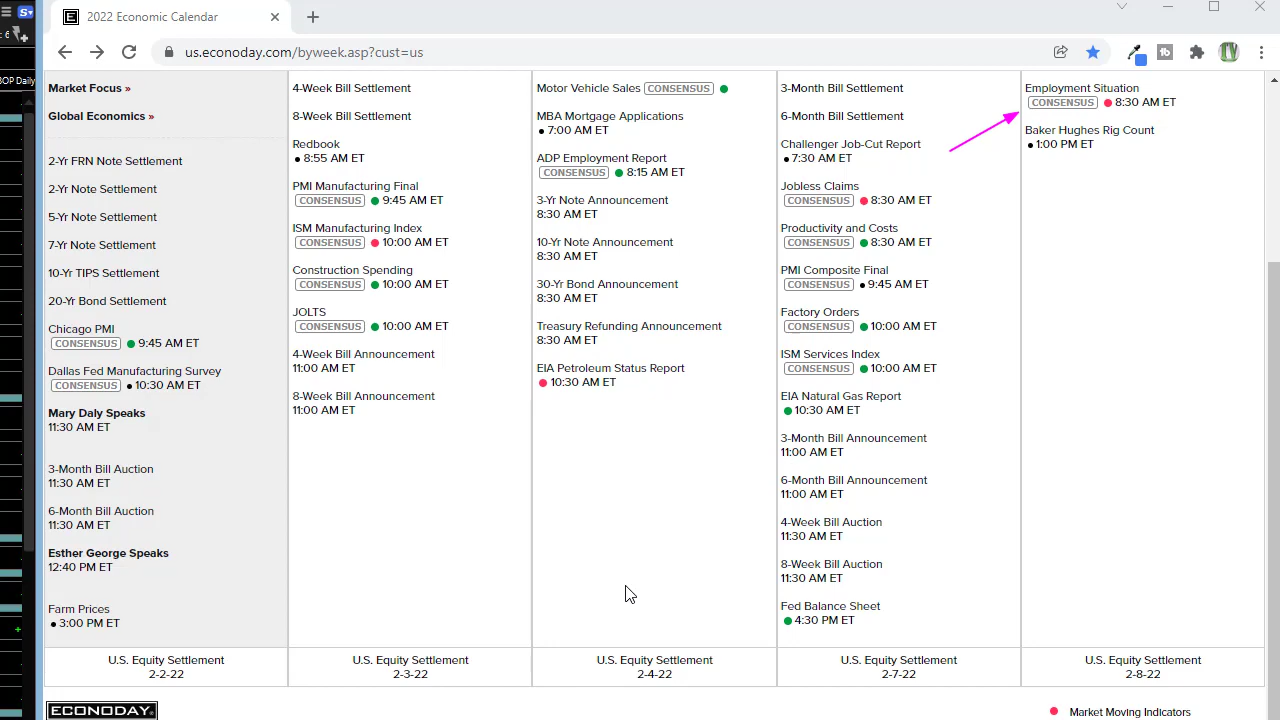 2022 Economic Calendar
us.econoday.com/byweek.asp?cust=us
BOP Daily
Market Focus »
Global Economics »
2-Yr FRN Note Settlement
2-Yr Note Settlement
5-Yr Note Settlement
7-Yr Note Settlement
10-Yr TIPS Settlement
20-Yr Bond Settlement
Chicago PMI
CONSENSUS 9:45 AM ET
Dallas Fed Manufacturing Survey
CONSENSUS 10:30 AM ET
Mary Daly Speaks
11:30 AM ET
3-Month Bill Auction
11:30 AM ET
6-Month Bill Auction
11:30 AM ET
Esther George Speaks
12:40 PM ET
Farm Prices
3:00 PM ET
U.S. Equity Settlement
2-2-22
4-Week Bill Settlement
8-Week Bill Settlement
Redbook
8:55 AM ET
PMI Manufacturing Final
CONSENSUS 9:45 AM ET
ISM Manufacturing Index
CONSENSUS 10:00 AM ET
Construction Spending
CONSENSUS 10:00 AM ET
JOLTS
CONSENSUS 10:00 AM ET
4-Week Bill Announcement
11:00 AM ET
8-Week Bill Announcement
11:00 AM ET
U.S. Equity Settlement
2-3-22
Motor Vehicle Sales CONSENSUS
MBA Mortgage Applications
7:00 AM ET
ADP Employment Report
CONSENSUS 8:15 AM ET
3-Yr Note Announcement
8:30 AM ET
10-Yr Note Announcement
8:30 AM ET
30-Yr Bond Announcement
8:30 AM ET
Treasury Refunding Announcement
8:30 AM ET
EIA Petroleum Status Report
10:30 AM ET
U.S. Equity Settlement
2-4-22
3-Month Bill Settlement
6-Month Bill Settlement
Challenger Job-Cut Report
7:30 AM ET
Jobless Claims
CONSENSUS 8:30 AM ET
Productivity and Costs
CONSENSUS 8:30 AM ET
PMI Composite Final
CONSENSUS 9:45 AM ET
Factory Orders
CONSENSUS 10:00 AM ET
ISM Services Index
CONSENSUS 10:00 AM ET
EIA Natural Gas Report
10:30 AM ET
3-Month Bill Announcement
11:00 AM ET
6-Month Bill Announcement
11:00 AM ET
4-Week Bill Auction
11:30 AM ET
8-Week Bill Auction
11:30 AM ET
Fed Balance Sheet
4:30 PM ET
U.S. Equity Settlement
2-7-22
Employment Situation
CONSENSUS 8:30 AM ET
Baker Hughes Rig Count
1:00 PM ET
U.S. Equity Settlement
2-8-22
ECONODAY
Market Moving Indicators